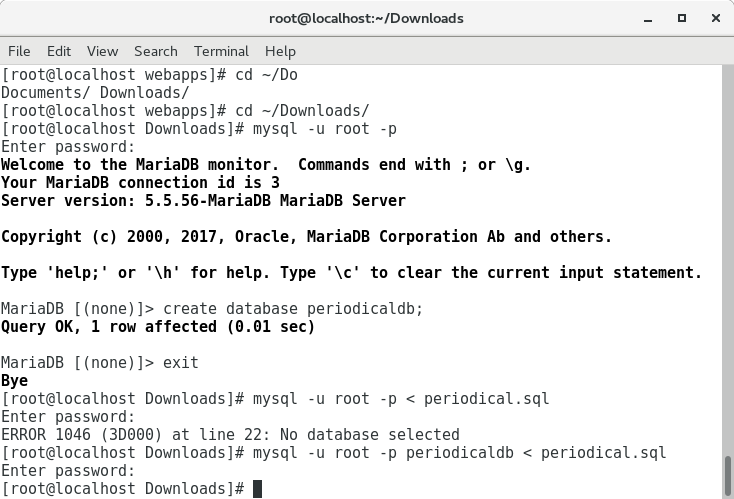 root@localhost:~/Downloads
File Edit View Search Terminal Help
[root@localhost webapps]# cd ~/Do
Documents/ Downloads/
[root@localhost webapps]# cd ~/Downloads/
[root@localhost Downloads]# mysql -u root -p
Enter password:
Welcome to the MariaDB monitor.  Commands end with ; or \g.
Your MariaDB connection id is 3
Server version: 5.5.56-MariaDB MariaDB Server
Copyright (c) 2000, 2017, Oracle, MariaDB Corporation Ab and others.
Type 'help;' or '\h' for help. Type '\c' to clear the current input statement.
MariaDB [(none)]> create database periodicaldb;
Query OK, 1 row affected (0.01 sec)
MariaDB [(none)]> exit
Bye
[root@localhost Downloads]# mysql -u root -p < periodical.sql
Enter password:
ERROR 1046 (3D000) at line 22: No database selected
[root@localhost Downloads]# mysql -u root -p periodicaldb < periodical.sql
Enter password:
[root@localhost Downloads]#